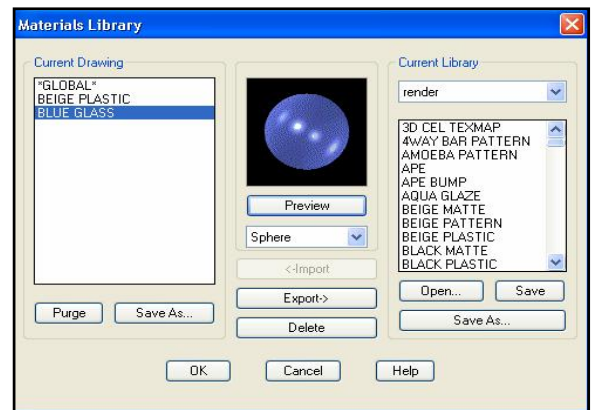 Materials Library
Current Drawing
*GLOBAL*
BEIGE PLASTIC
BLUE GLASS
Purge
Save As...
Preview
Sphere
<-Import
Export->
Delete
Current Library
render
3D CEL TEXMAP
4WAY BAR PATTERN
AMOEBA PATTERN
APE
APE BUMP
AQUA GLAZE
BEIGE MATTE
BEIGE PATTERN
BEIGE PLASTIC
BLACK MATTE
BLACK PLASTIC
Open...
Save
Save As...
OK
Cancel
Help